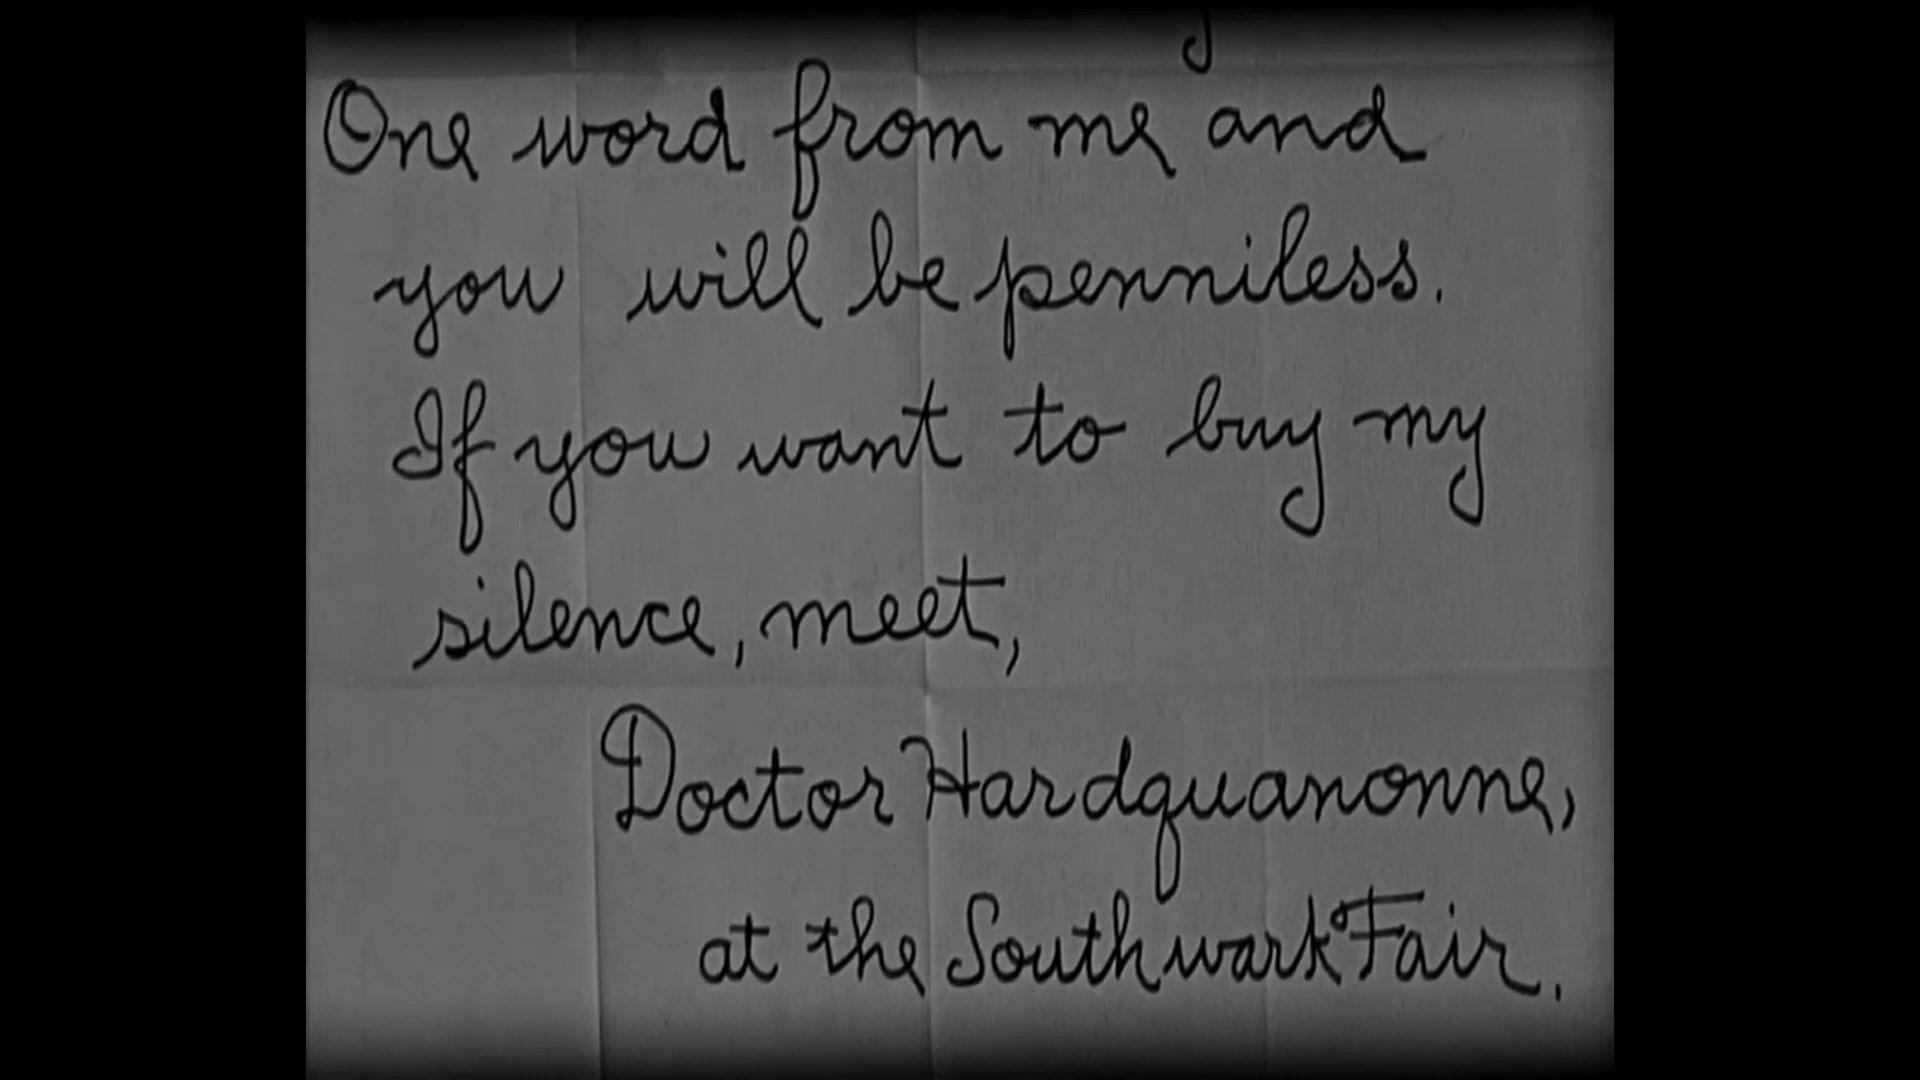 One word from me and
you will be penniless.
If you want to buy my
silence, meet,
Doctor Hardquanonne,
at the Southwark Fair.